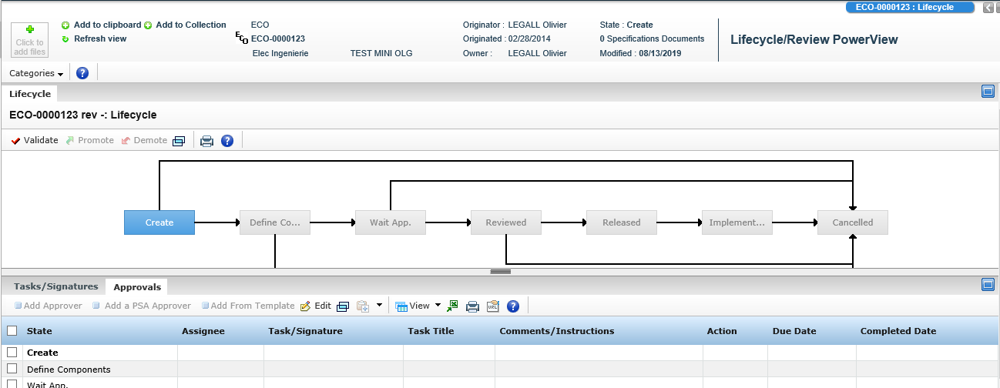 ECO-0000123 : Lifecycle
Click to
add files
Add to clipboard Add to Collection
Refresh view
ECO
ECO
ECO-0000123
Elec Ingenierie TEST MINI OLG
Originator : LEGALL Olivier
Originated : 02/28/2014
Owner : LEGALL Olivier
State : Create
0 Specifications Documents
Modified : 08/13/2019
Lifecycle/Review PowerView
Categories
Lifecycle
ECO-0000123 rev -: Lifecycle
Validate Promote Demote
Create Define Co... Wait App. Reviewed Released Implement... Cancelled
Tasks/Signatures Approvals
Add Approver Add a PSA Approver Add From Template Edit View URL
State Assignee Task/Signature Task Title Comments/Instructions Action Due Date Completed Date
Create
Define Components
Wait App.